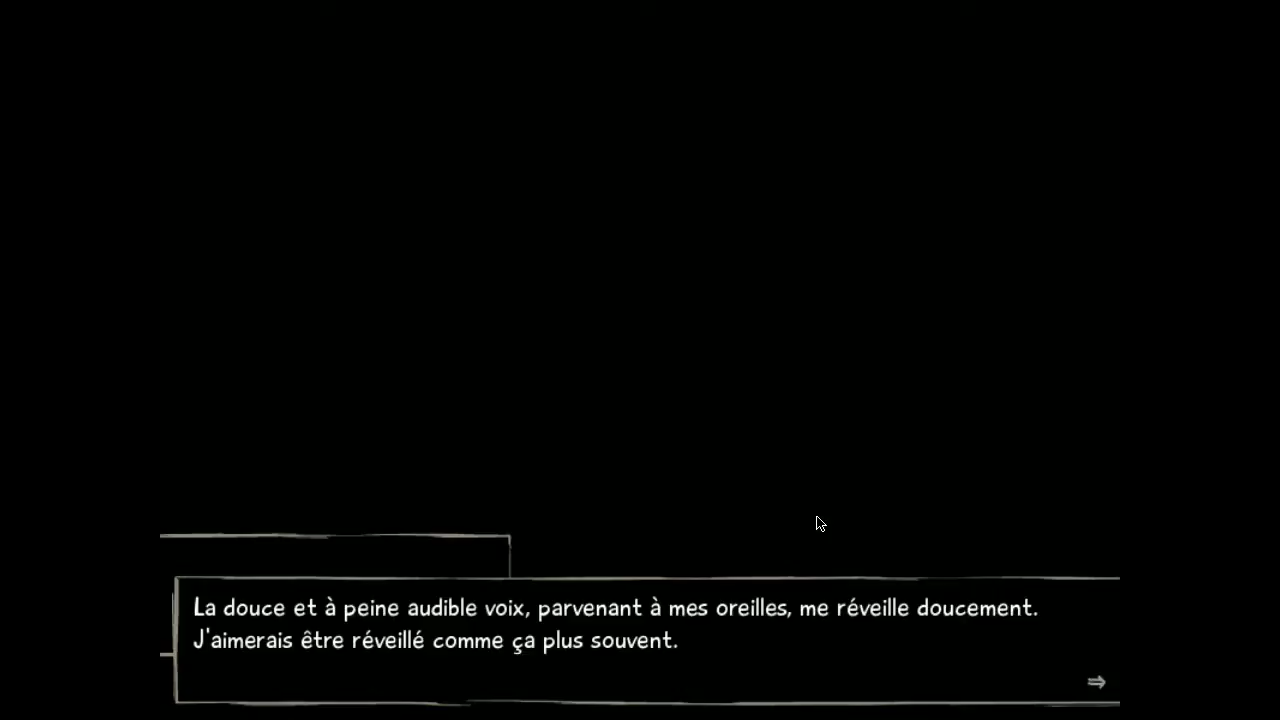 La douce et à peine audible voix, parvenant à mes oreilles, me réveille doucement.
J'aimerais être réveillé comme ça plus souvent.